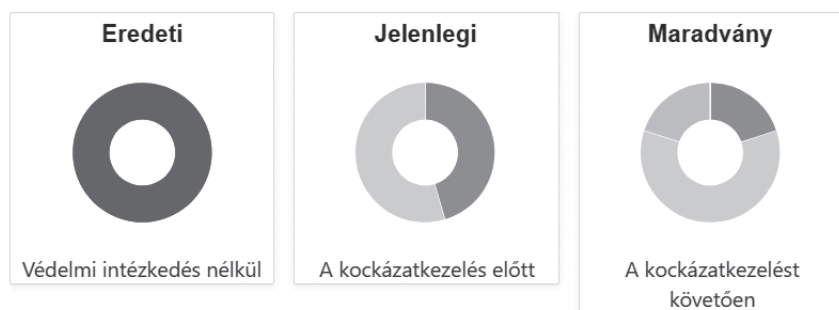 Eredeti
Védelmi intézkedés nélkül
Jelenlegi
A kockázatkezelés előtt
Maradvány
A kockázatkezelést
követően